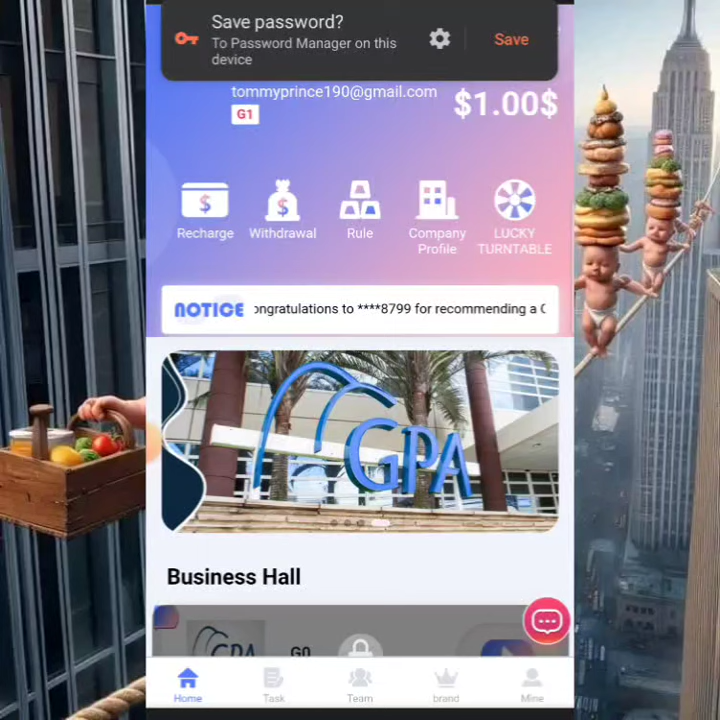 Save password?
To Password Manager on this
device
Save
tommyprince190@gmail.com
$1.00$
G1
Recharge
Withdrawal
Rule
Company
Profile
LUCKY
TURNTABLE
NOTICE
ongratulations to ****8799 for recommending a
GPA
Business Hall
GPA
G0
Home
Task
Team
brand
Mine